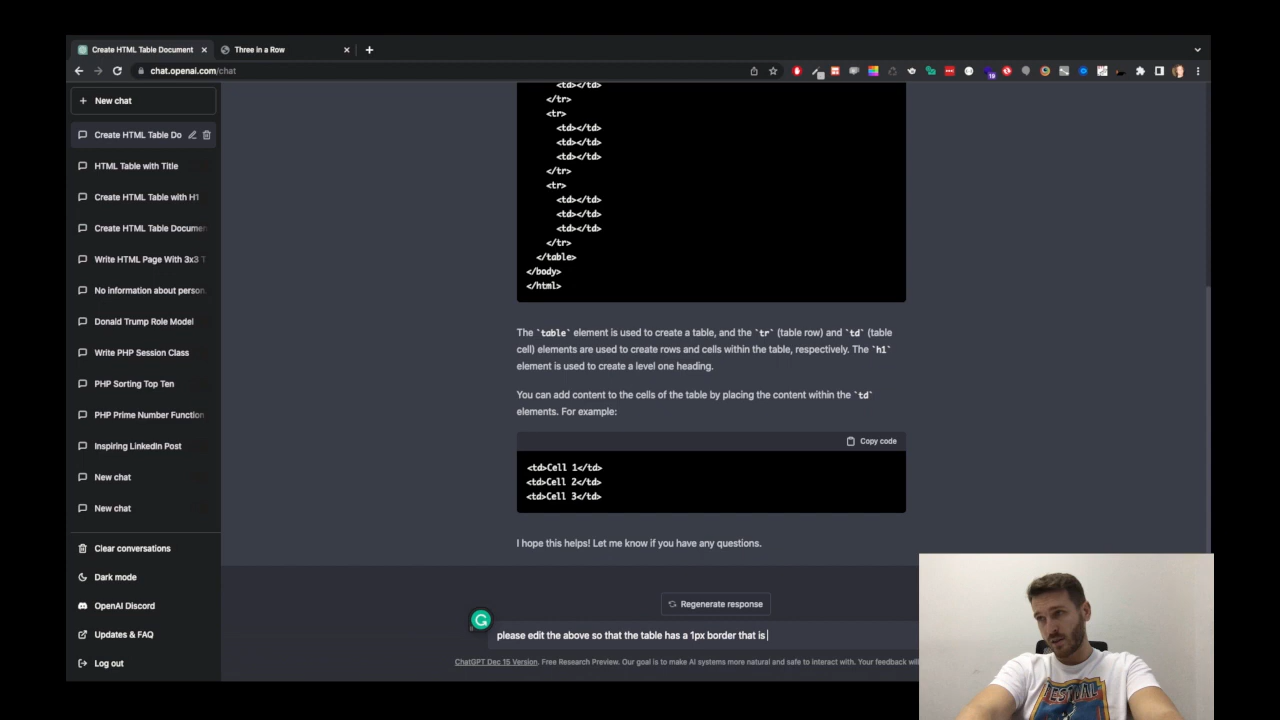 Create HTML Table Document
Three in a Row
chat.openai.com/chat
New chat
Create HTML Table Do
HTML Table with Title
Create HTML Table with H1
Create HTML Table Documen
Write HTML Page With 3x3 T
No information about person
Donald Trump Role Model
Write PHP Session Class
PHP Sorting Top Ten
PHP Prime Number Function
Inspiring LinkedIn Post
New chat
New chat
Clear conversations
Dark mode
OpenAI Discord
Updates & FAQ
Log out
<td></td>
</tr>
<tr>
<td></td>
<td></td>
<td></td>
</tr>
<tr>
<td></td>
<td></td>
<td></td>
</tr>
</table>
</body>
</html>
The `table` element is used to create a table, and the `tr` (table row) and `td` (table
cell) elements are used to create rows and cells within the table, respectively. The `h1`
element is used to create a level one heading.
You can add content to the cells of the table by placing the content within the `td`
elements. For example:
Copy code
<td>Cell 1</td>
<td>Cell 2</td>
<td>Cell 3</td>
I hope this helps! Let me know if you have any questions.
Regenerate response
please edit the above so that the table has a 1px border that is
ChatGPT Dec 15 Version. Free Research Preview. Our goal is to make AI systems more natural and safe to interact with. Your feedback will